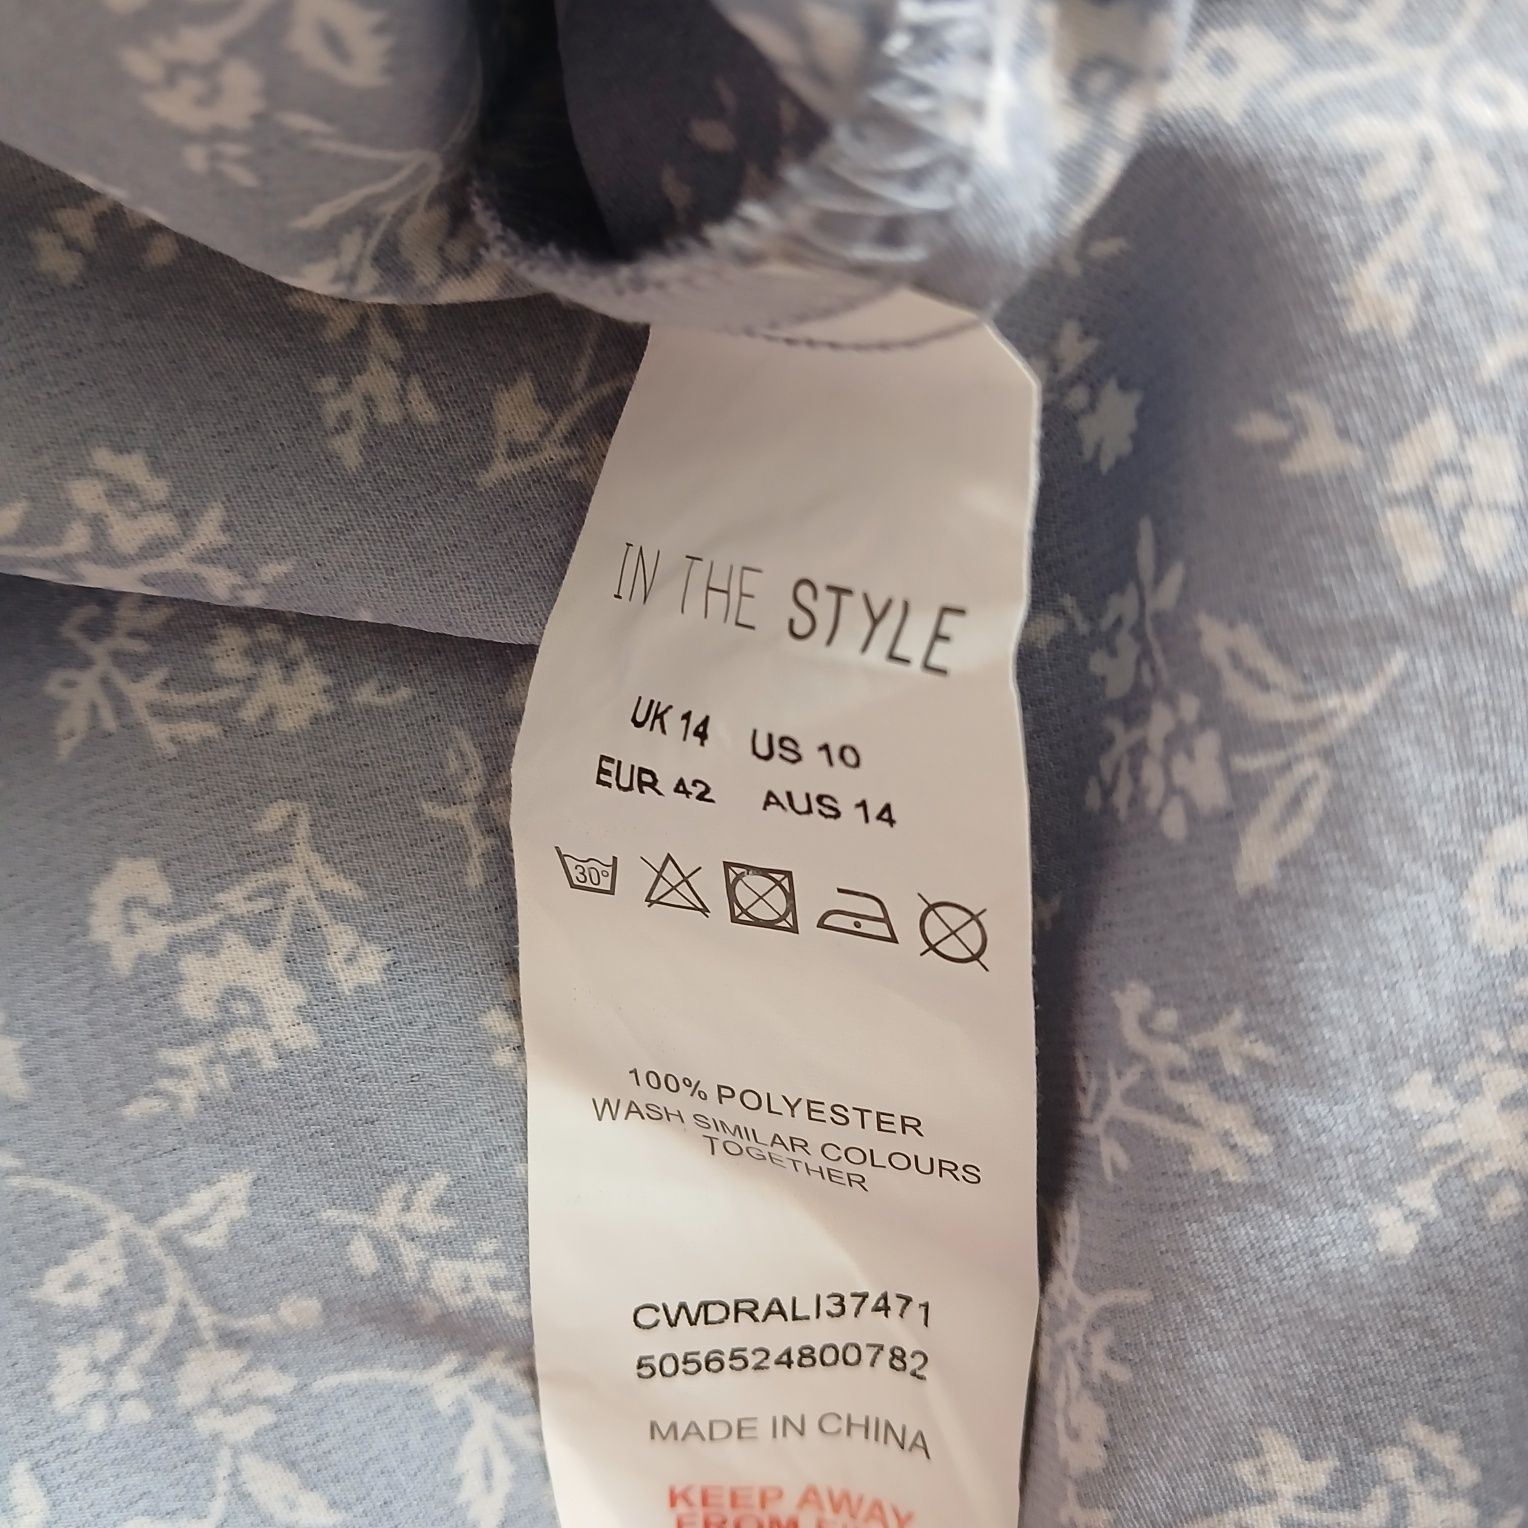 IN THE STYLE
UK 14 US 10
EUR 42 AUS 14
30°
100% POLYESTER
WASH SIMILAR COLOURS
TOGETHER
CWDRALI37471
5056524800782
MADE IN CHINA
KEEP AWAY
FROM